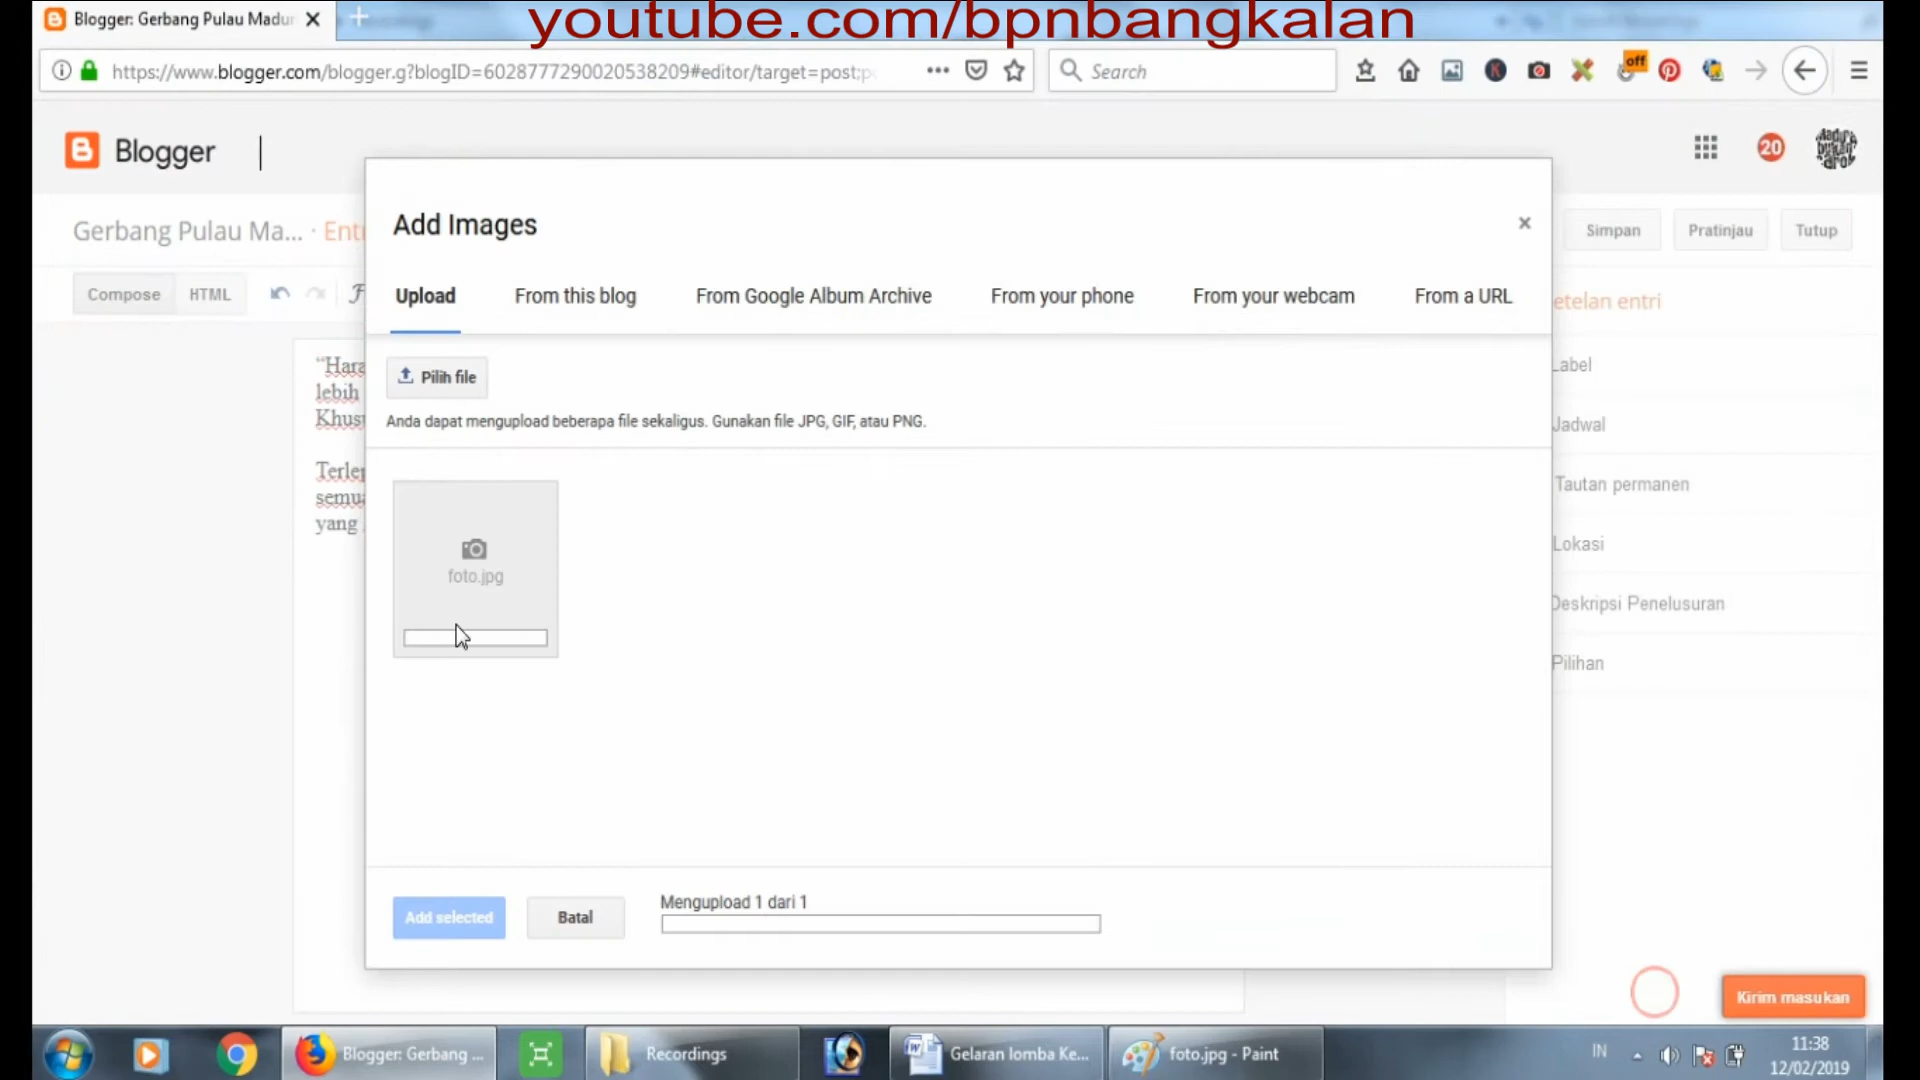 Blogger: Gerbang Pulau Madur
youtube.com/bpnbangkalan
https://www.blogger.com/blogger.g?blogID=6028777290020538209#editor/target=post;p
Search
off
Blogger
20
Add Images
Gerbang Pulau Ma... · Entr
Simpan
Pratinjau
Tutup
Compose
HTML
Upload
From this blog
From Google Album Archive
From your phone
From your webcam
From a URL
etelan entri
"Hara
lebih
Khusu
Label
Pilih file
Anda dapat mengupload beberapa file sekaligus. Gunakan file JPG, GIF, atau PNG.
Jadwal
Terlep
semua
yang
Tautan permanen
foto.jpg
Lokasi
Deskripsi Penelusuran
Pilihan
Add selected
Batal
Mengupload 1 dari 1
Kirim masukan
Blogger: Gerbang ...
Recordings
Gelaran lomba Ke...
foto.jpg - Paint
IN
11:38
12/02/2019